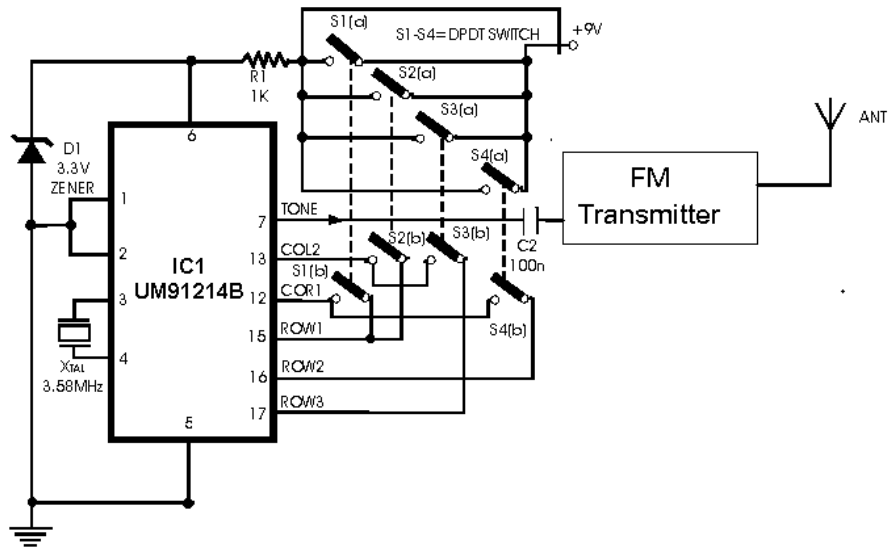 S1(a)
S1-S4=DPDT SWITCH
+9V
S2(a)
R1
1K
S3(a)
ANT
6
D1
3.3V
ZENER
S4(a)
FM
Transmitter
1
7
TONE
2
13
COL2
S2(b)
S3(b)
C2
100n
IC1
UM91214B
S1(b)
3
12
COR1
15
ROW1
S4(b)
4
XTAL
3.58MHz
16
ROW2
17
ROW3
5